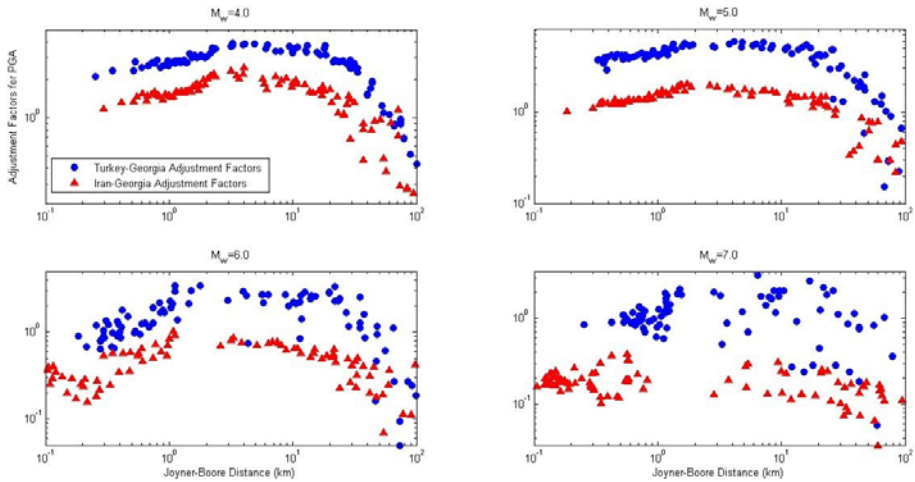 M_w=4.0
M_w=5.0
Adjustment Factors for PGA
10^0
Turkey-Georgia Adjustment Factors
Iran-Georgia Adjustment Factors
10^-1 10^0 10^1 10^2
10^0
10^-1
10^-1 10^0 10^1 10^2
M_w=6.0
M_w=7.0
10^0
10^-1
10^-1 10^0 10^1 10^2
Joyner-Boore Distance (km)
10^0
10^-1
10^-1 10^0 10^1 10^2
Joyner-Boore Distance (km)